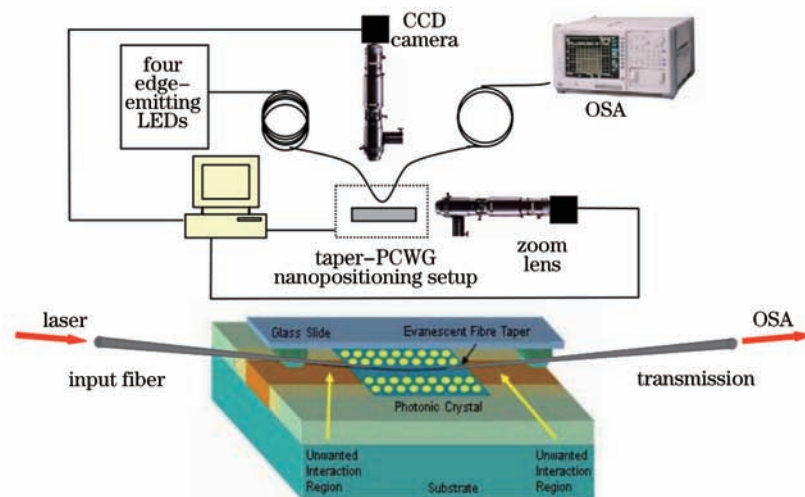 CCD
camera
four
edge-
emitting
LEDs
OSA
taper-PCWG
nanopositioning setup
zoom
lens
laser
OSA
Glass Slide
Evanescent Fibre Taper
input fiber
transmission
Photonic Crystal
Unwanted
Interaction
Region
Unwanted
Interaction
Region
Substrate